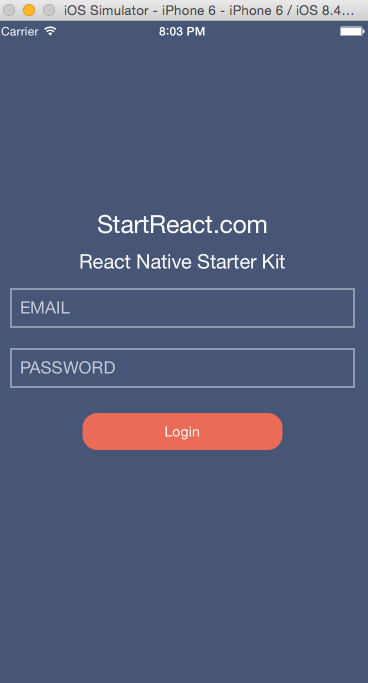 iOS Simulator - iPhone 6 - iPhone 6 / iOS 8.4...
Carrier 8:03 PM
StartReact.com
React Native Starter Kit
EMAIL
PASSWORD
Login